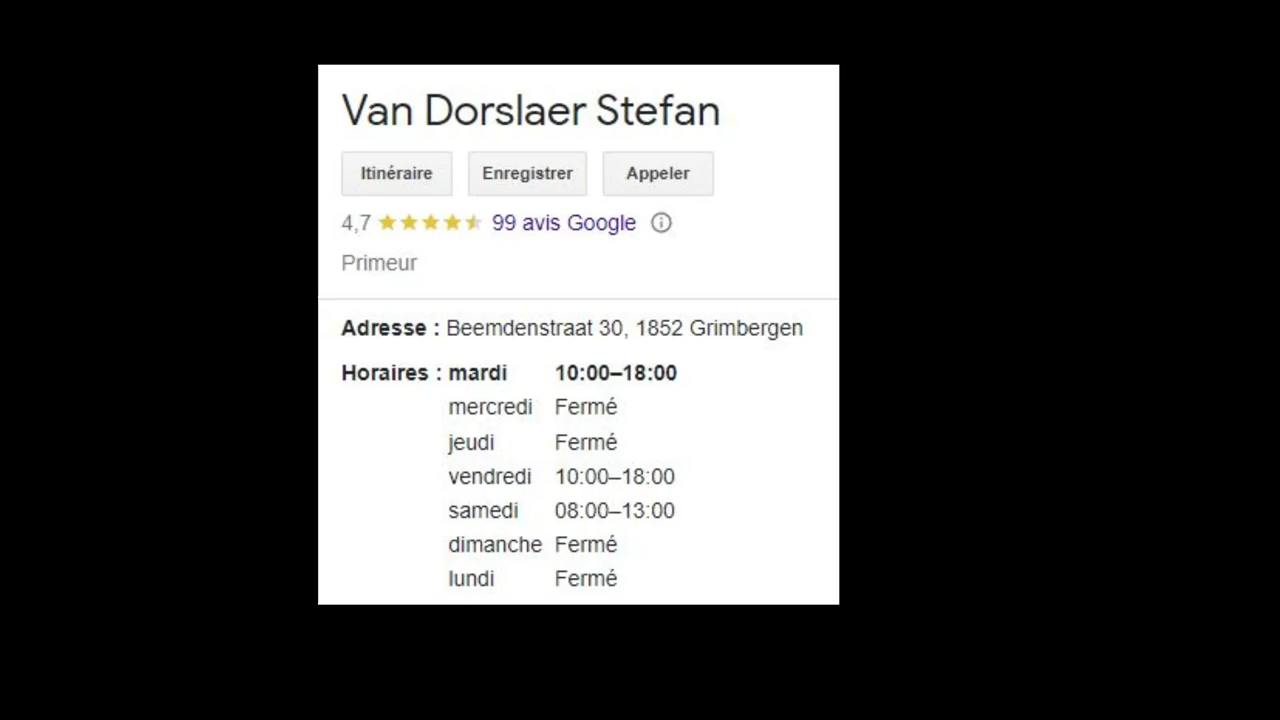 Van Dorslaer Stefan
Itinéraire Enregistrer Appeler
4,7 99 avis Google
Primeur
Adresse : Beemdenstraat 30, 1852 Grimbergen
Horaires : mardi 10:00–18:00
mercredi Fermé
jeudi Fermé
vendredi 10:00–18:00
samedi 08:00–13:00
dimanche Fermé
lundi Fermé